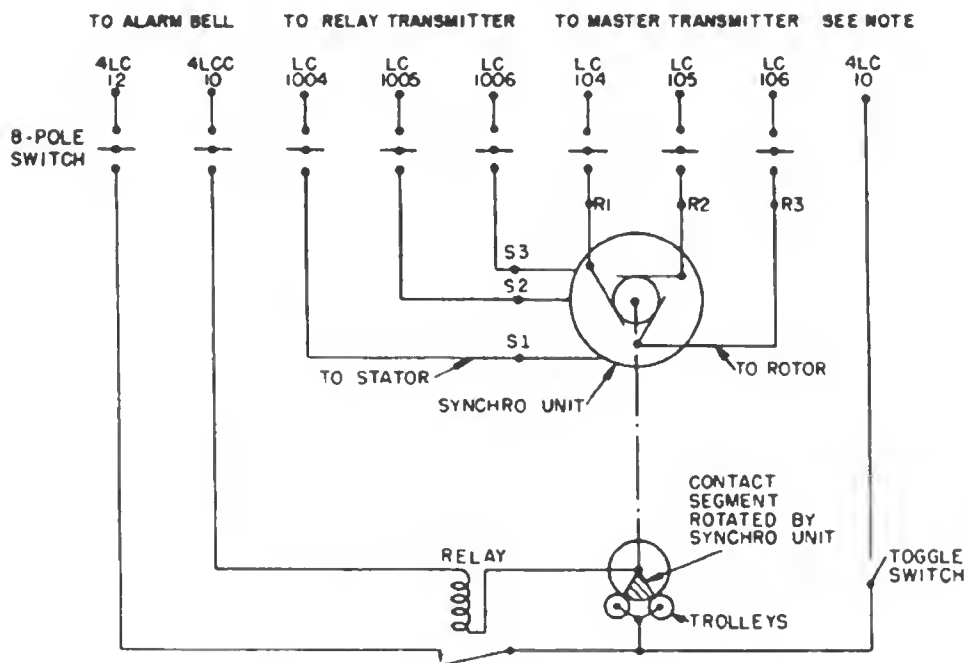 TO ALARM BELL TO RELAY TRANSMITTER TO MASTER TRANSMITTER SEE NOTE
4LC 4LCC LC LC LC LC LC LC 4LC
12 10 1004 1005 1006 104 105 106 10
8-POLE
SWITCH
R1 R2 R3
S3
S2
S1
TO STATOR
TO ROTOR
SYNCHRO UNIT
CONTACT
SEGMENT
ROTATED BY
SYNCHRO UNIT
RELAY
TOGGLE
SWITCH
TROLLEYS